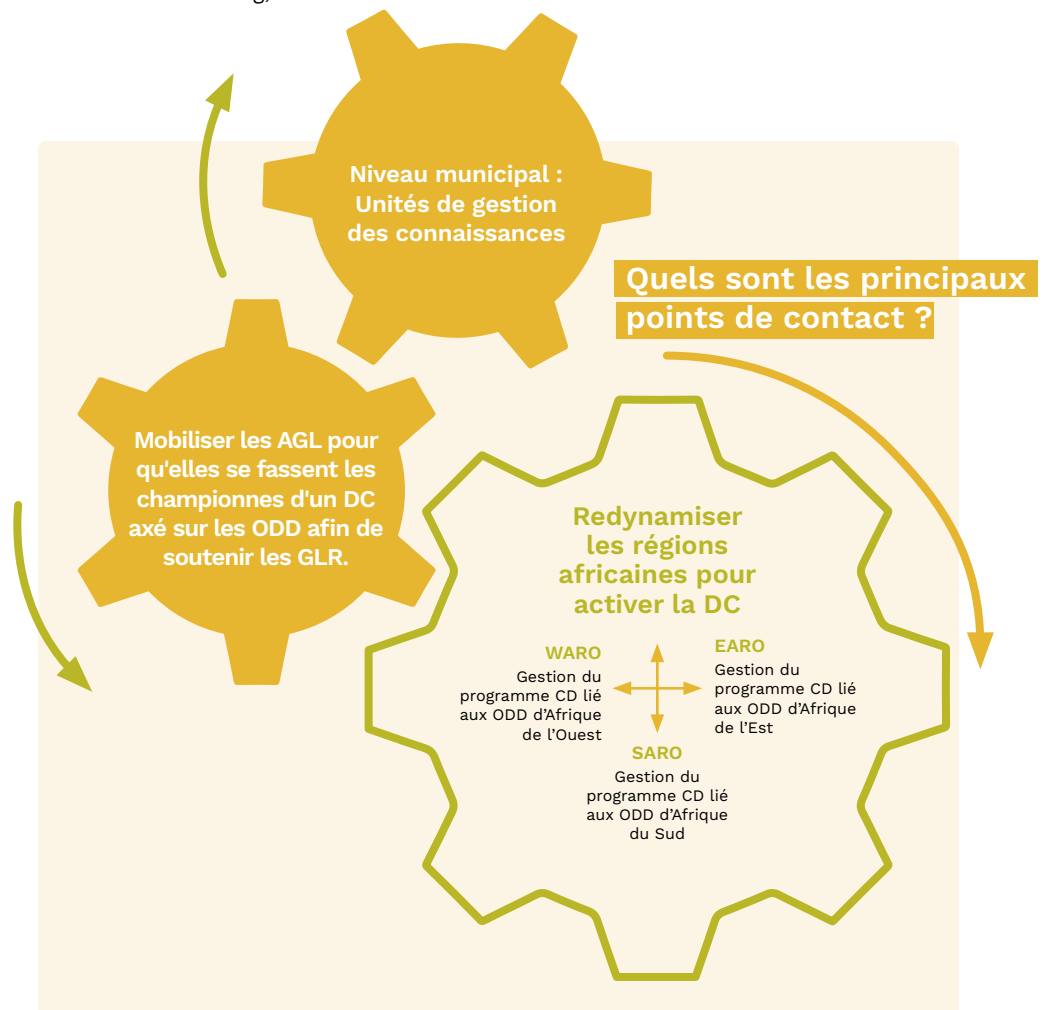 Niveau municipal :
Unités de gestion
des connaissances
Quels sont les principaux
points de contact ?
Mobiliser les AGL pour
qu'elles se fassent les
championnes d'un DC
axé sur les ODD afin de
soutenir les GLR.
Redynamiser
les régions
africaines pour
activer la DC
WARO
Gestion du
programme CD lié
aux ODD d’Afrique
de l’Ouest
EARO
Gestion du
programme CD lié
aux ODD d’Afrique
de l’Est
SARO
Gestion du
programme CD lié
aux ODD d’Afrique
du Sud